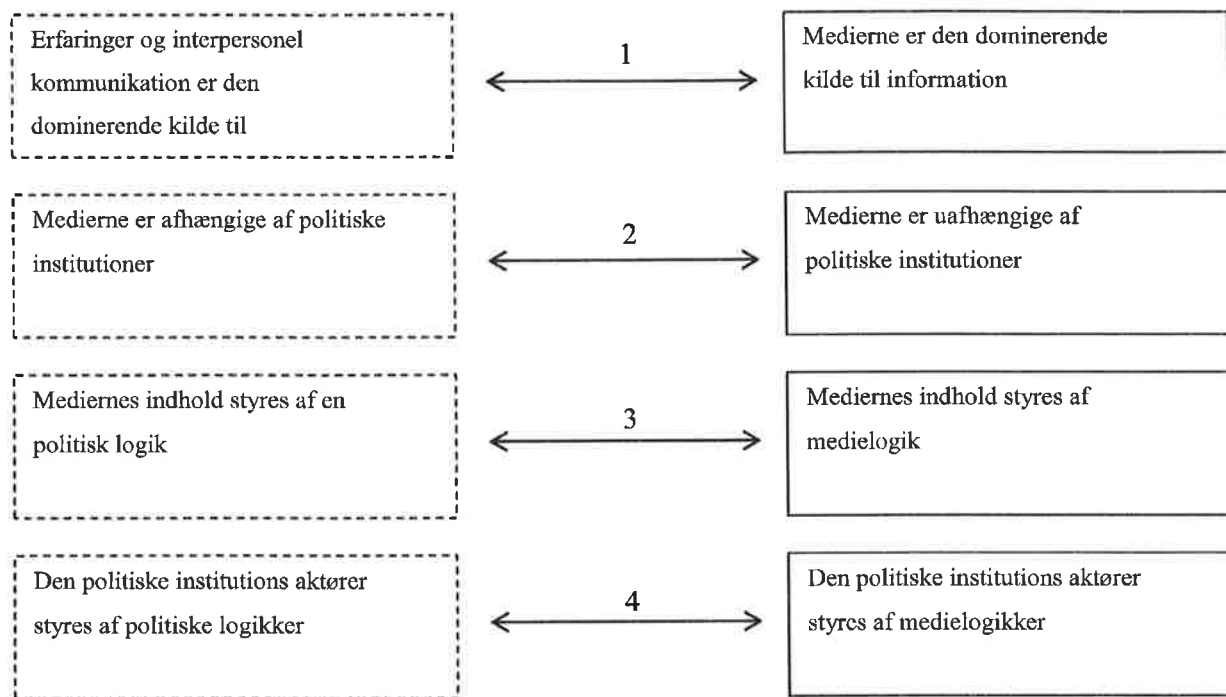 Erfaringer og interpersonel
kommunikation er den
dominerende kilde til
1
Medierne er den dominerende
kilde til information
Medierne er afhængige af politiske
institutioner
2
Medierne er uafhængige af
politiske institutioner
Mediernes indhold styres af en
politisk logik
3
Mediernes indhold styres af
medielogik
Den politiske institutions aktører
styres af politiske logikker
4
Den politiske institutions aktører
styres af medielogikker